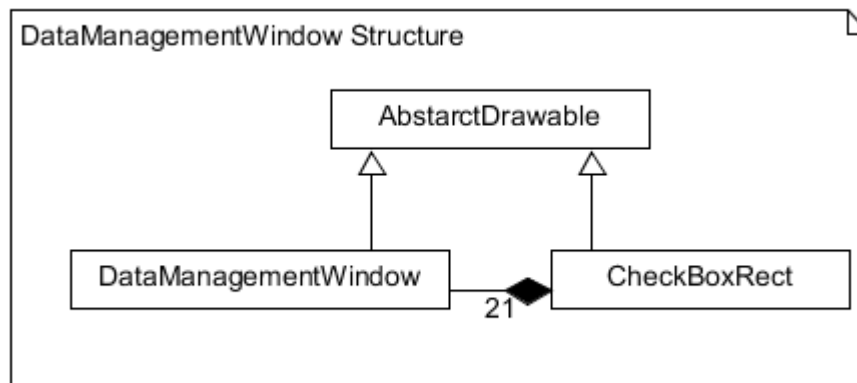 DataManagementWindow Structure
AbstarctDrawable
DataManagementWindow
CheckBoxRect
21